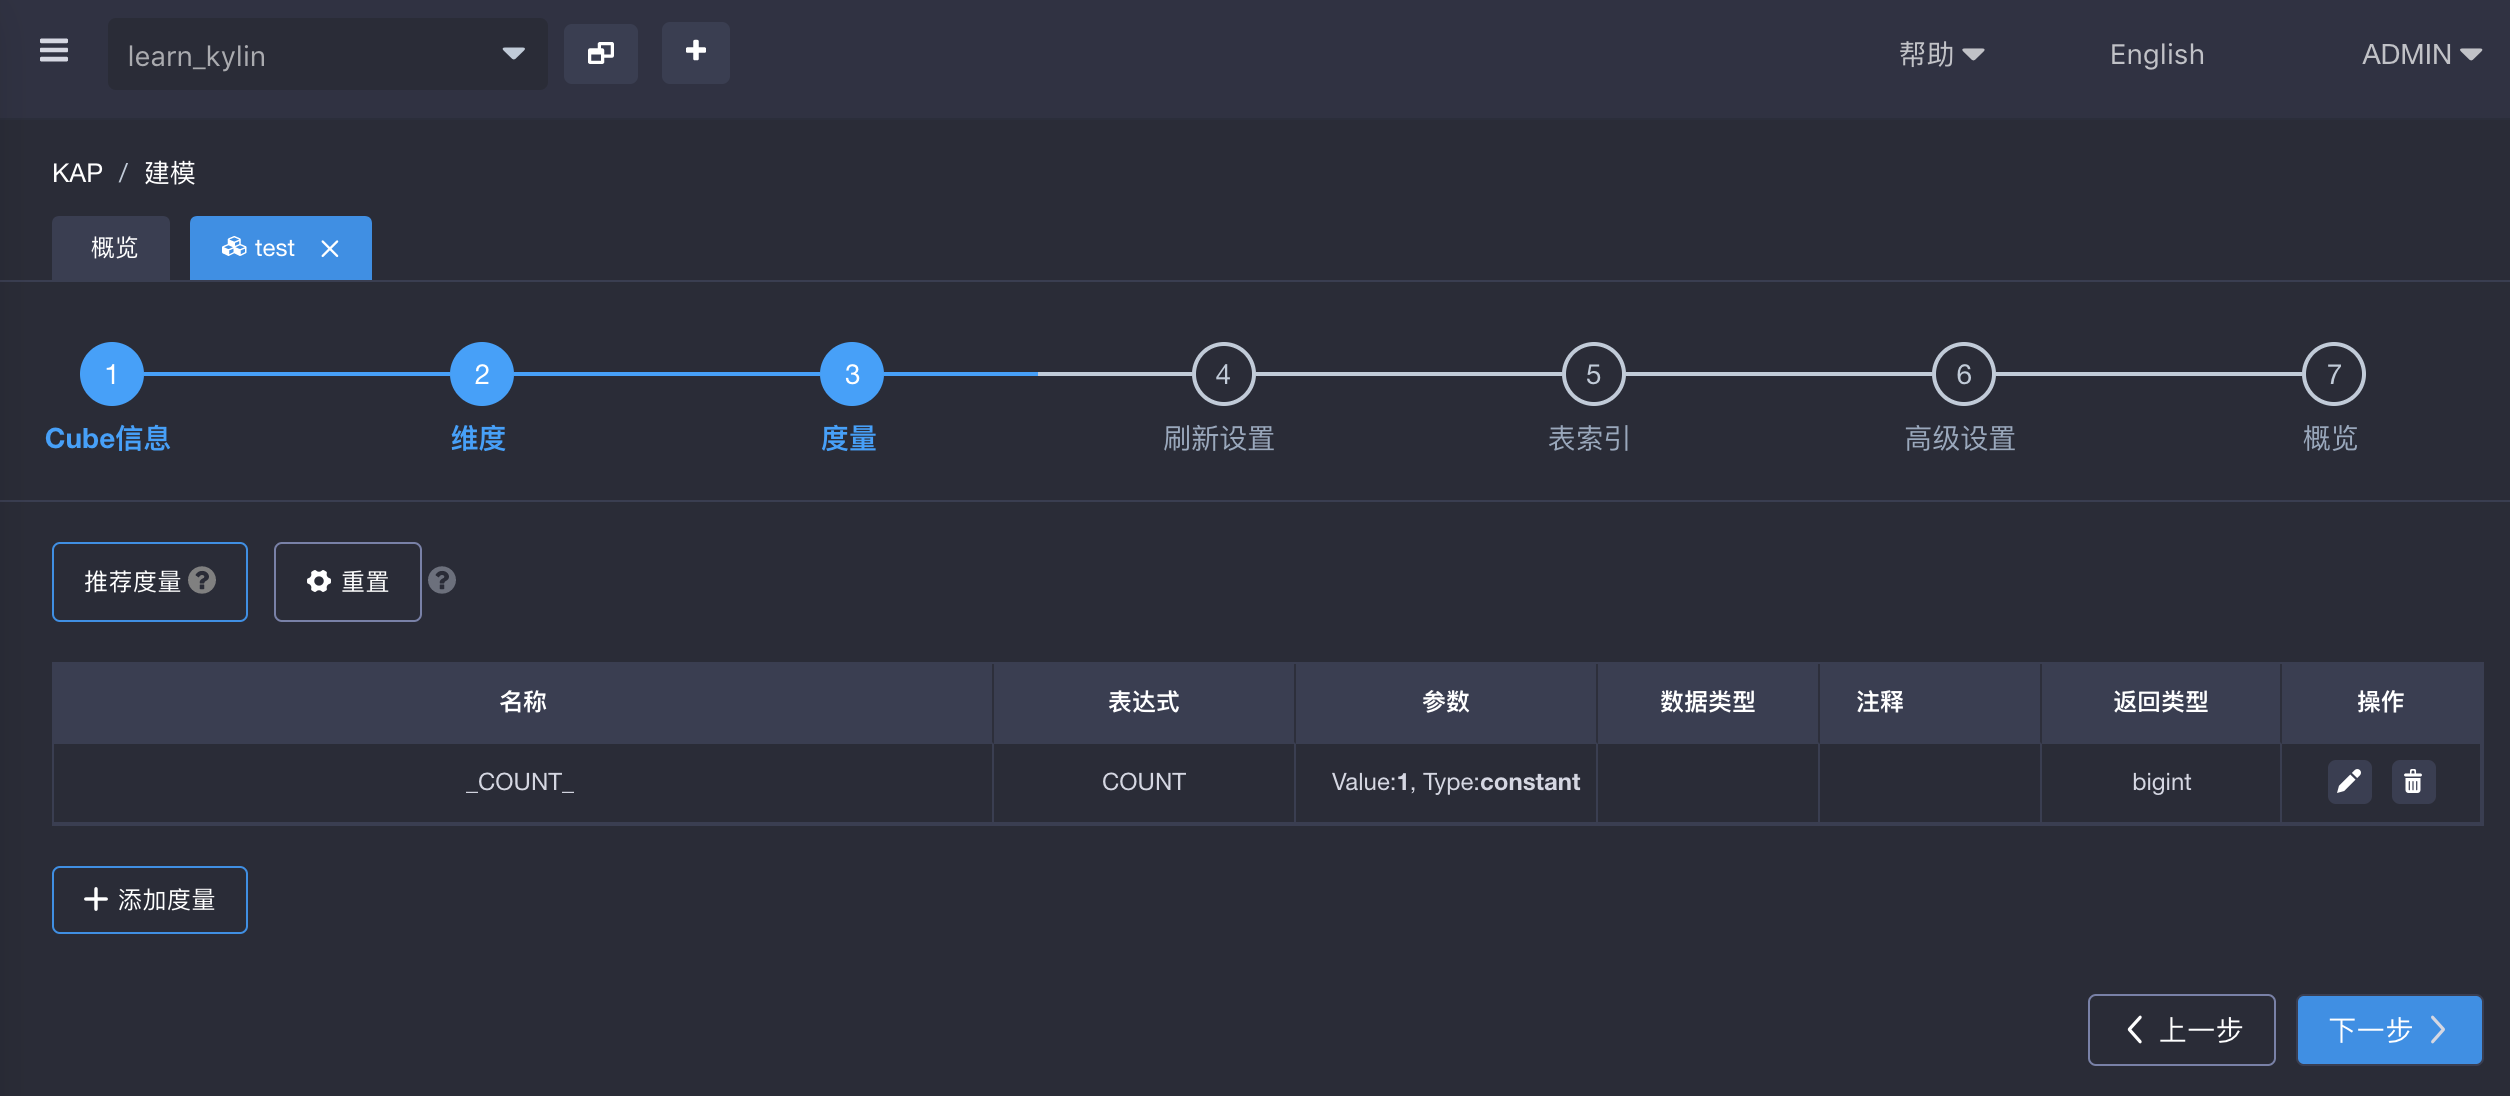 learn_kylin 帮助 English ADMIN
KAP / 建模
概览 test
1 2 3 4 5 6 7
Cube信息 维度 度量 刷新设置 表索引 高级设置 概览
推荐度量 ? 重置 ?
名称 表达式 参数 数据类型 注释 返回类型 操作
_COUNT_ COUNT Value:1, Type:constant bigint
添加度量
上一步 下一步